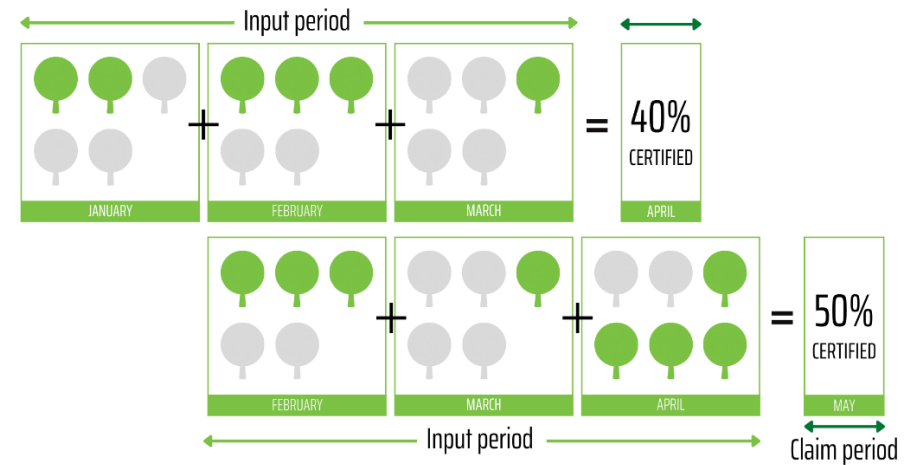 Input period
+ + = 40%
CERTIFIED
JANUARY FEBRUARY MARCH APRIL
+ + = 50%
CERTIFIED
FEBRUARY MARCH APRIL MAY
Input period
Claim period